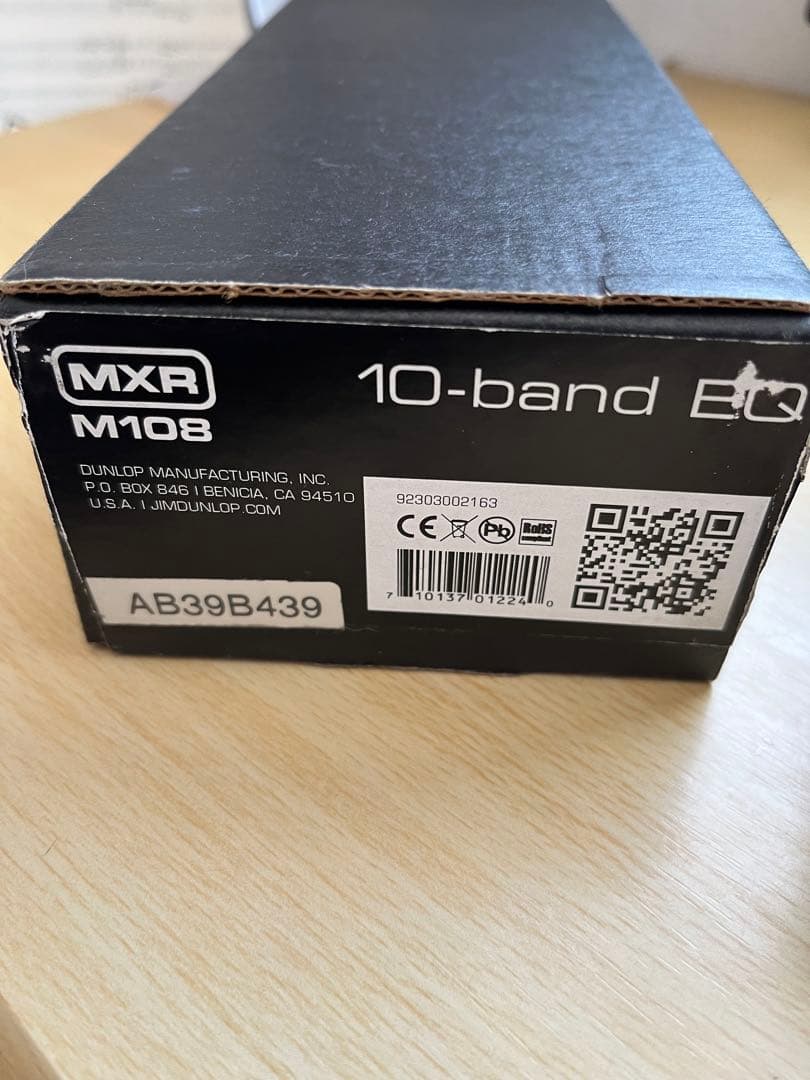 MXR
M108
10-band EQ
DUNLOP MANUFACTURING, INC.
P.O. BOX 846 | BENICIA, CA 94510
U.S.A. | JIMDUNLOP.COM
AB39B439
92303002163
CE Pb RoHS
compliant
7 10137 01224 0